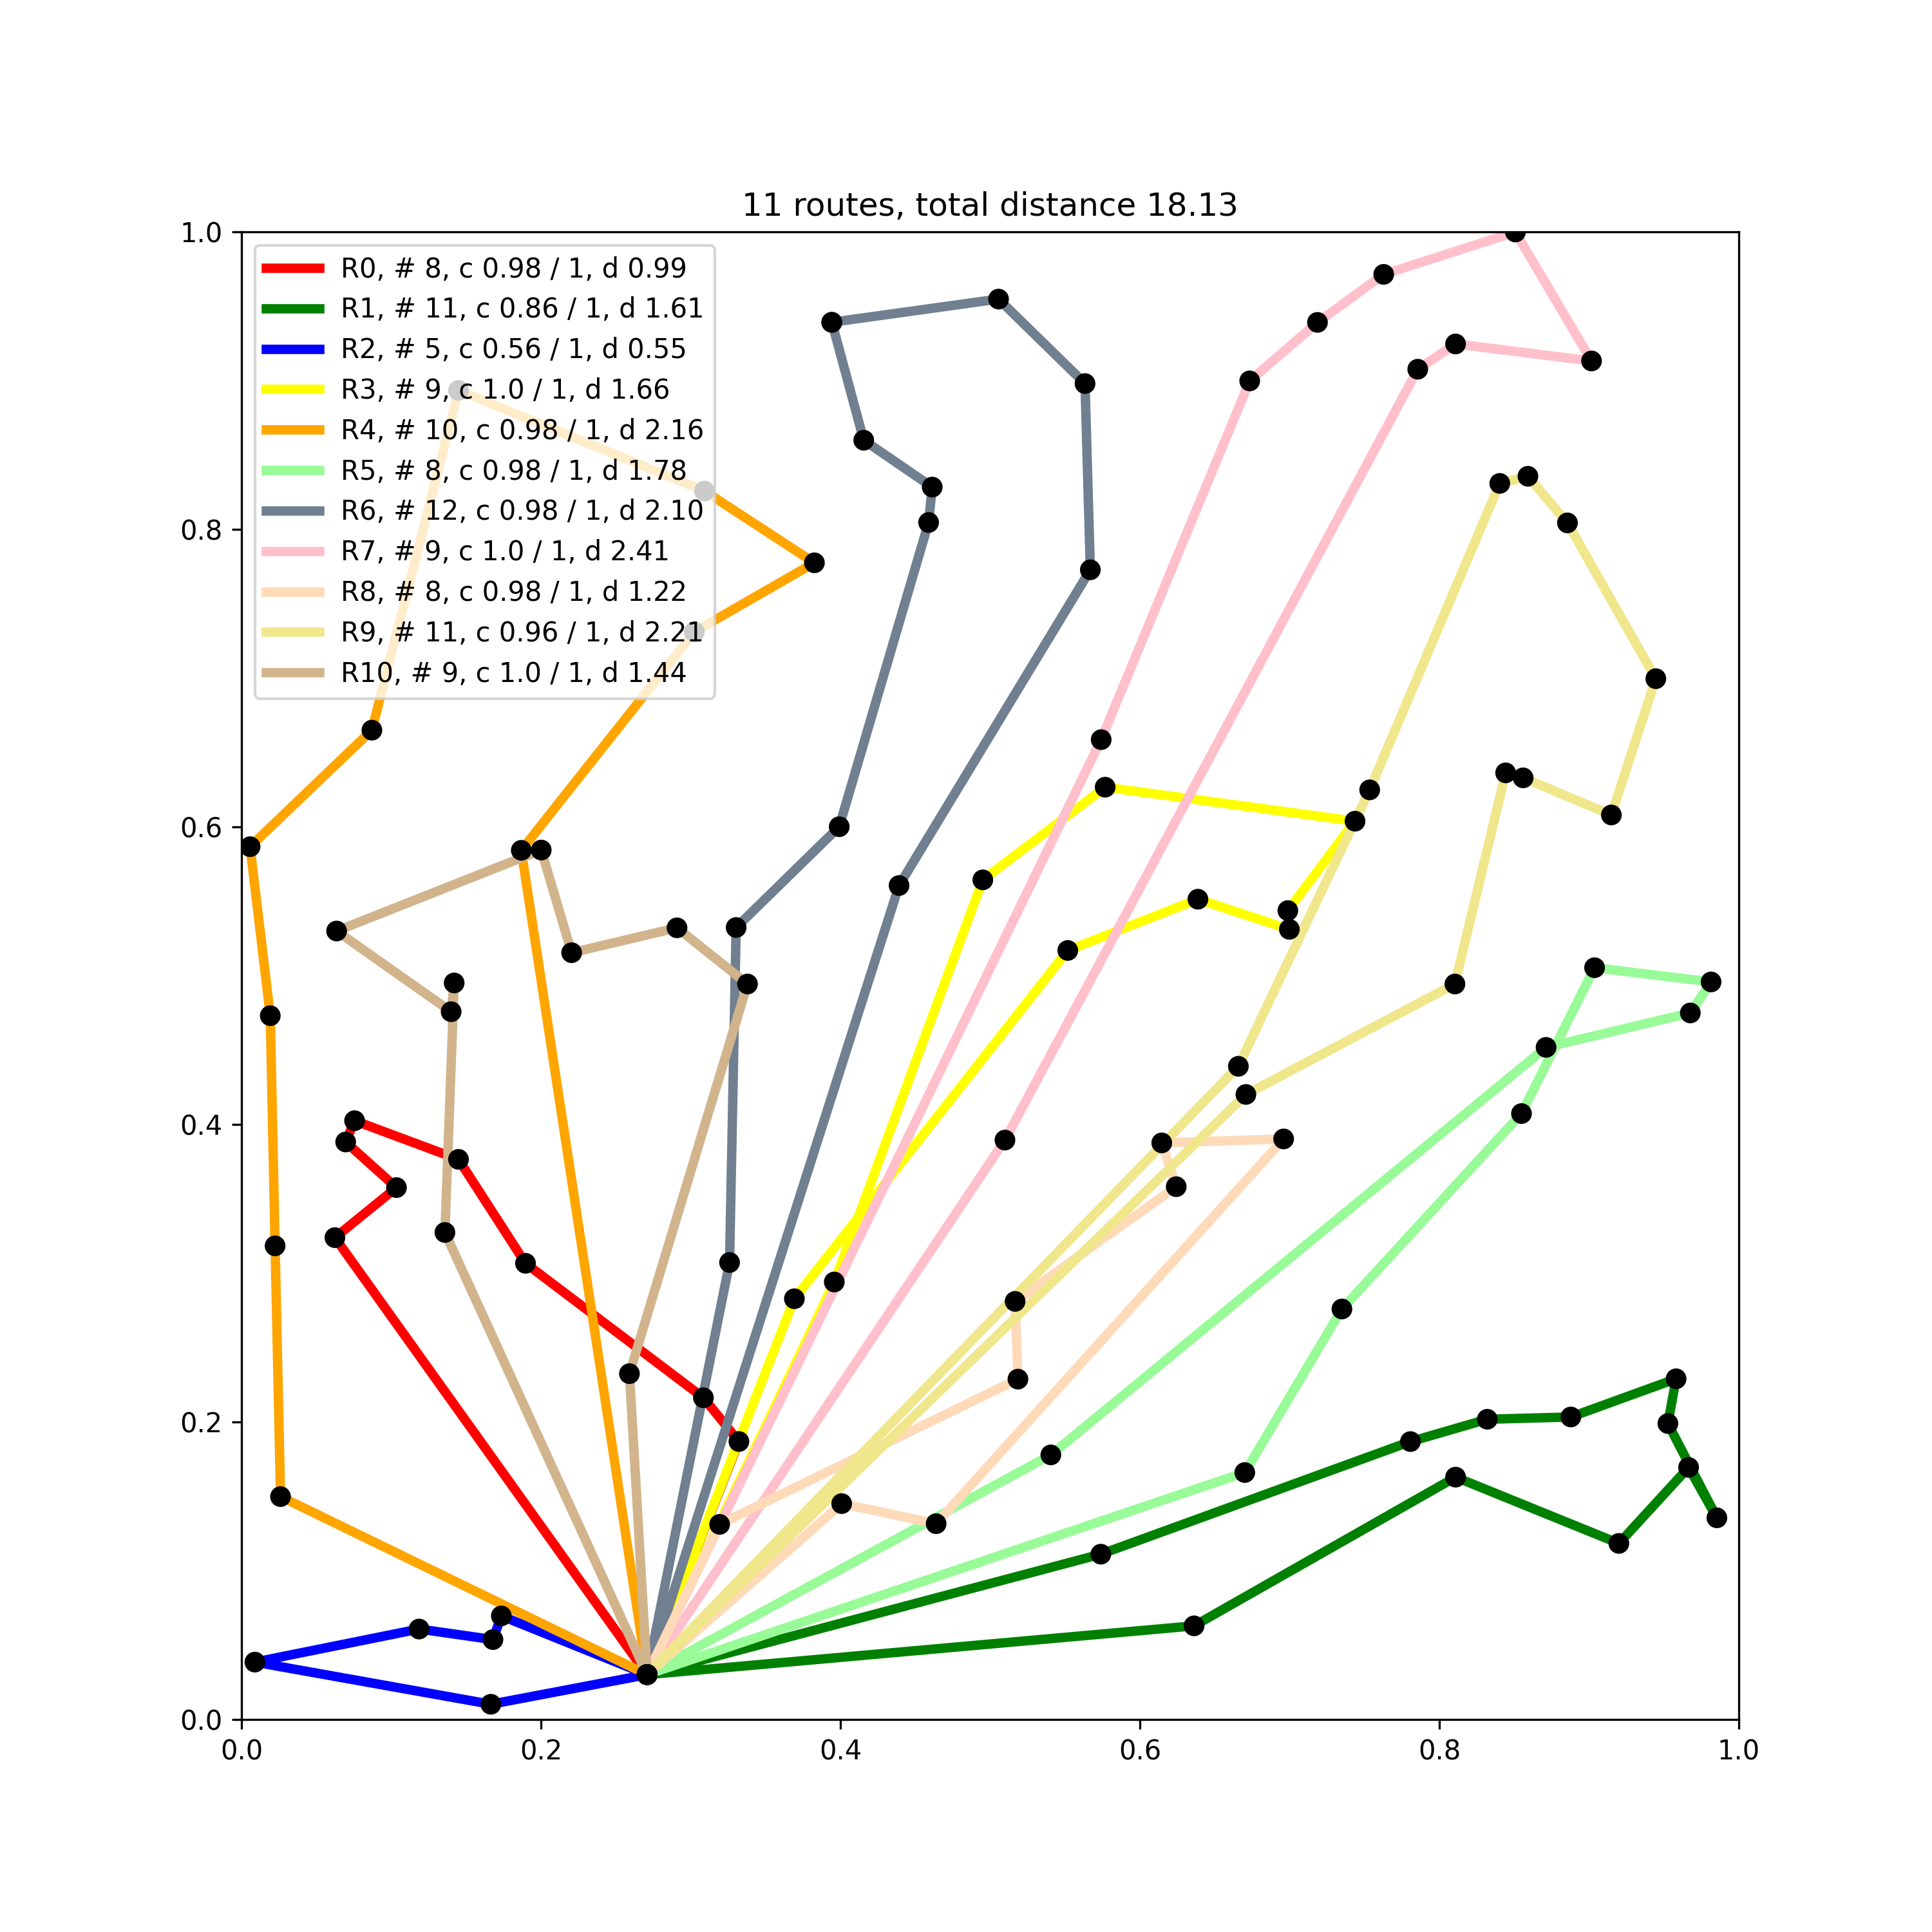 11 routes, total distance 18.13
1.0
0.8
0.6
0.4
0.2
0.0
R0, # 8, c 0.98 / 1, d 0.99
R1, # 11, c 0.86 / 1, d 1.61
R2, # 5, c 0.56 / 1, d 0.55
R3, # 9, c 1.0 / 1, d 1.66
R4, # 10, c 0.98 / 1, d 2.16
R5, # 8, c 0.98 / 1, d 1.78
R6, # 12, c 0.98 / 1, d 2.10
R7, # 9, c 1.0 / 1, d 2.41
R8, # 8, c 0.98 / 1, d 1.22
R9, # 11, c 0.96 / 1, d 2.21
R10, # 9, c 1.0 / 1, d 1.44
0.0 0.2 0.4 0.6 0.8 1.0